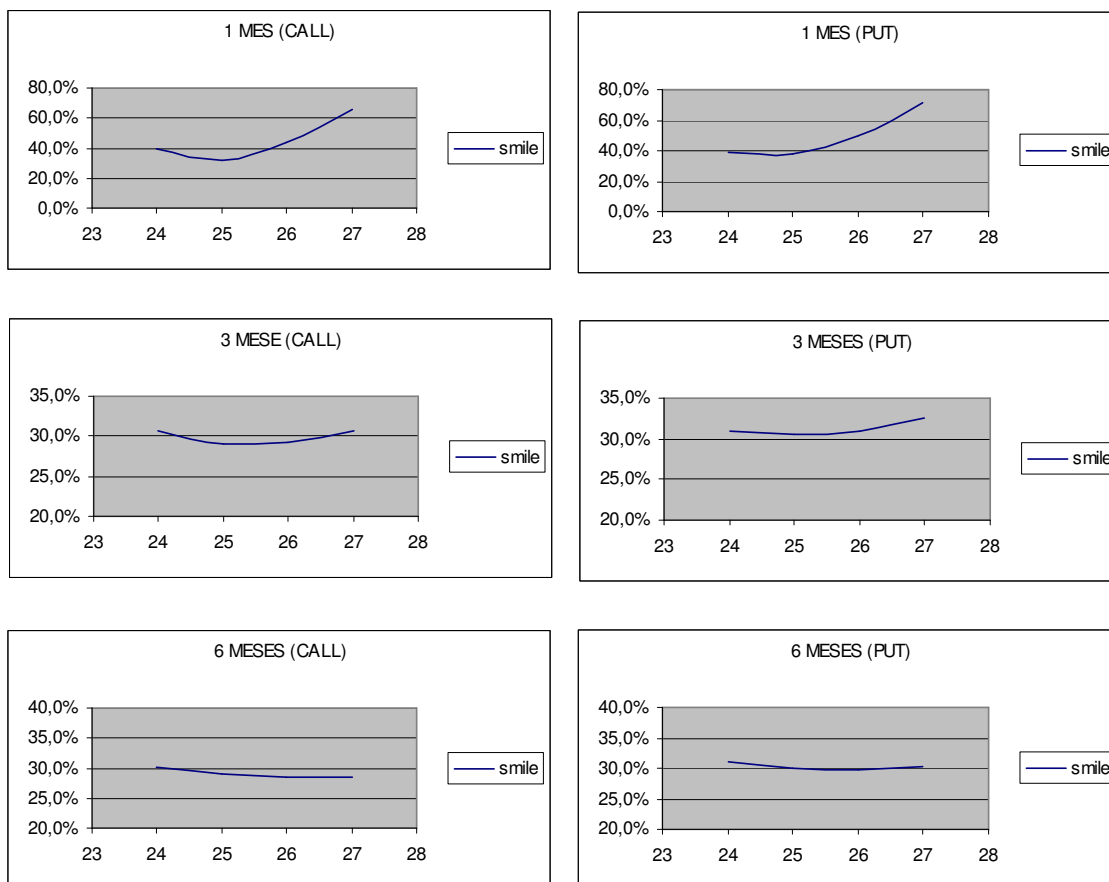 1 MES (CALL)
80,0%
60,0%
40,0%
20,0%
0,0%
23 24 25 26 27 28
smile
1 MES (PUT)
80,0%
60,0%
40,0%
20,0%
0,0%
23 24 25 26 27 28
smile
3 MESE (CALL)
35,0%
30,0%
25,0%
20,0%
23 24 25 26 27 28
smile
3 MESES (PUT)
35,0%
30,0%
25,0%
20,0%
23 24 25 26 27 28
smile
6 MESES (CALL)
40,0%
35,0%
30,0%
25,0%
20,0%
23 24 25 26 27 28
smile
6 MESES (PUT)
40,0%
35,0%
30,0%
25,0%
20,0%
23 24 25 26 27 28
smile